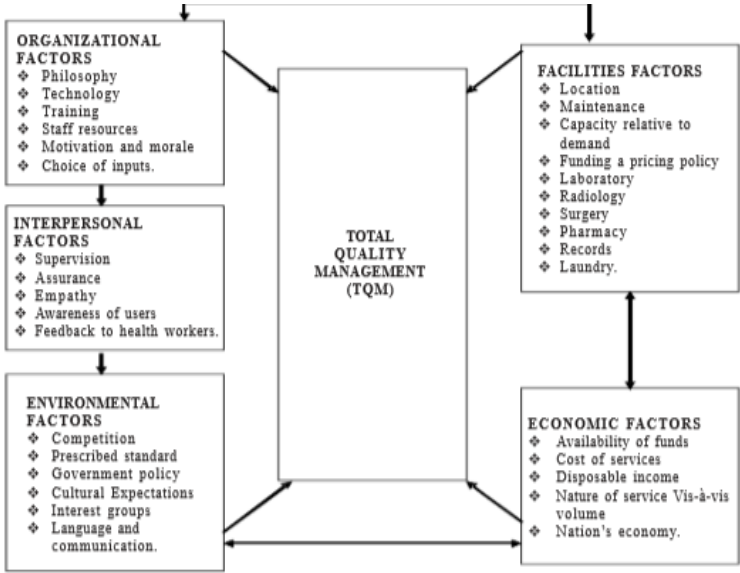 ORGANIZATIONAL
FACTORS
❖ Philosophy
❖ Technology
❖ Training
❖ Staff resources
❖ Motivation and morale
❖ Choice of inputs.
INTERPERSONAL
FACTORS
❖ Supervision
❖ Assurance
❖ Empathy
❖ Awareness of users
❖ Feedback to health workers.
ENVIRONMENTAL
FACTORS
❖ Competition
❖ Prescribed standard
❖ Government policy
❖ Cultural Expectations
❖ Interest groups
❖ Language and
communication.
TOTAL
QUALITY
MANAGEMENT
(TQM)
FACILITIES FACTORS
❖ Location
❖ Maintenance
❖ Capacity relative to
demand
❖ Funding a pricing policy
❖ Laboratory
❖ Radiology
❖ Surgery
❖ Pharmacy
❖ Records
❖ Laundry.
ECONOMIC FACTORS
❖ Availability of funds
❖ Cost of services
❖ Disposable income
❖ Nature of service Vis-à-vis
volume
❖ Nation's economy.